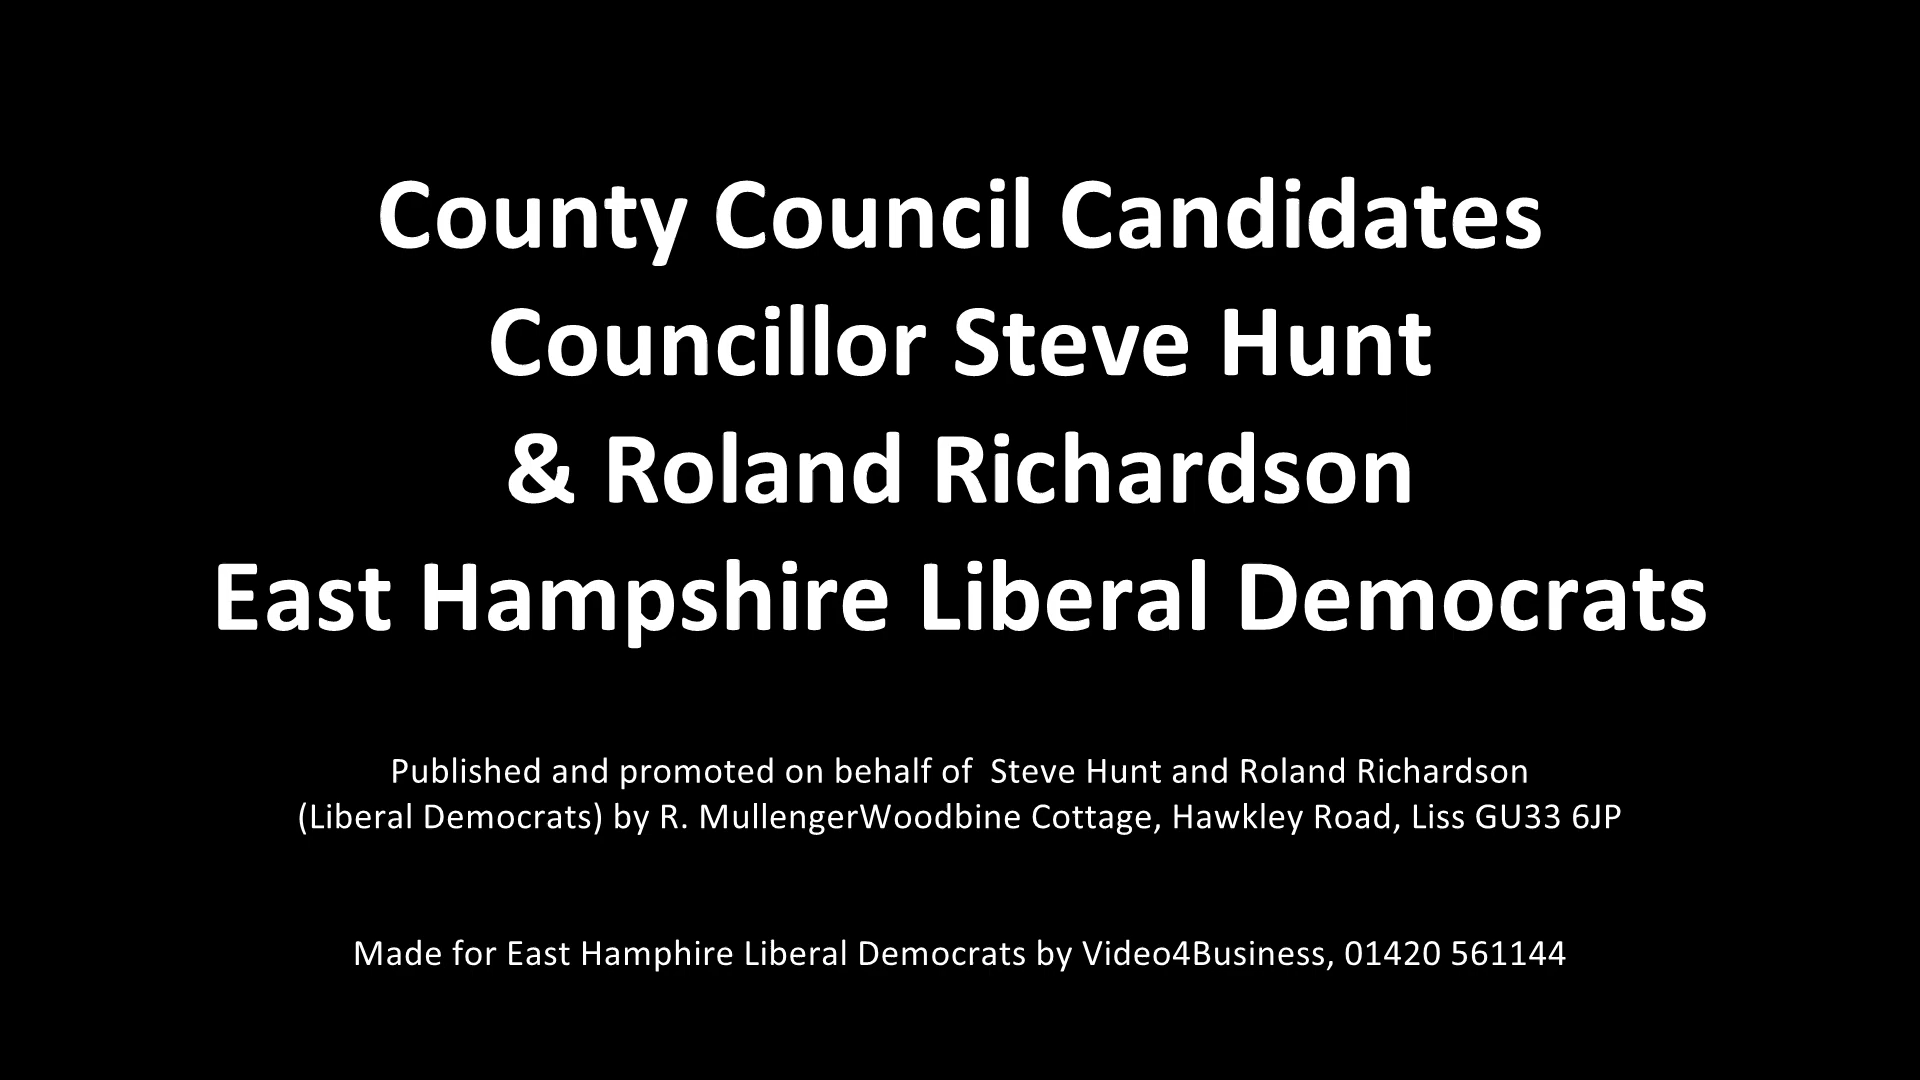 County Council Candidates
Councillor Steve Hunt
& Roland Richardson
East Hampshire Liberal Democrats
Published and promoted on behalf of  Steve Hunt and Roland Richardson
(Liberal Democrats) by R. MullengerWoodbine Cottage, Hawkley Road, Liss GU33 6JP
Made for East Hamphire Liberal Democrats by Video4Business, 01420 561144